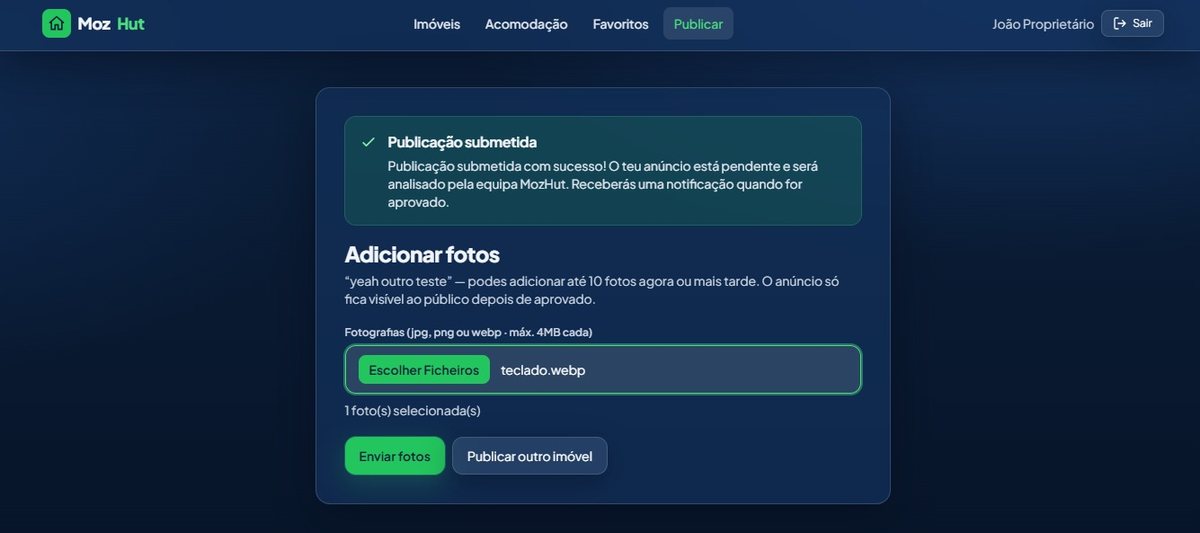 Moz Hut
Imóveis
Acomodação
Favoritos
Publicar
João Proprietário
Sair
Publicação submetida
Publicação submetida com sucesso! O teu anúncio está pendente e será
analisado pela equipa MozHut. Receberás uma notificação quando for
aprovado.
Adicionar fotos
“yeah outro teste” — podes adicionar até 10 fotos agora ou mais tarde. O anúncio só
fica visível ao público depois de aprovado.
Fotografias (jpg, png ou webp · máx. 4MB cada)
Escolher Ficheiros
teclado.webp
1 foto(s) selecionada(s)
Enviar fotos
Publicar outro imóvel